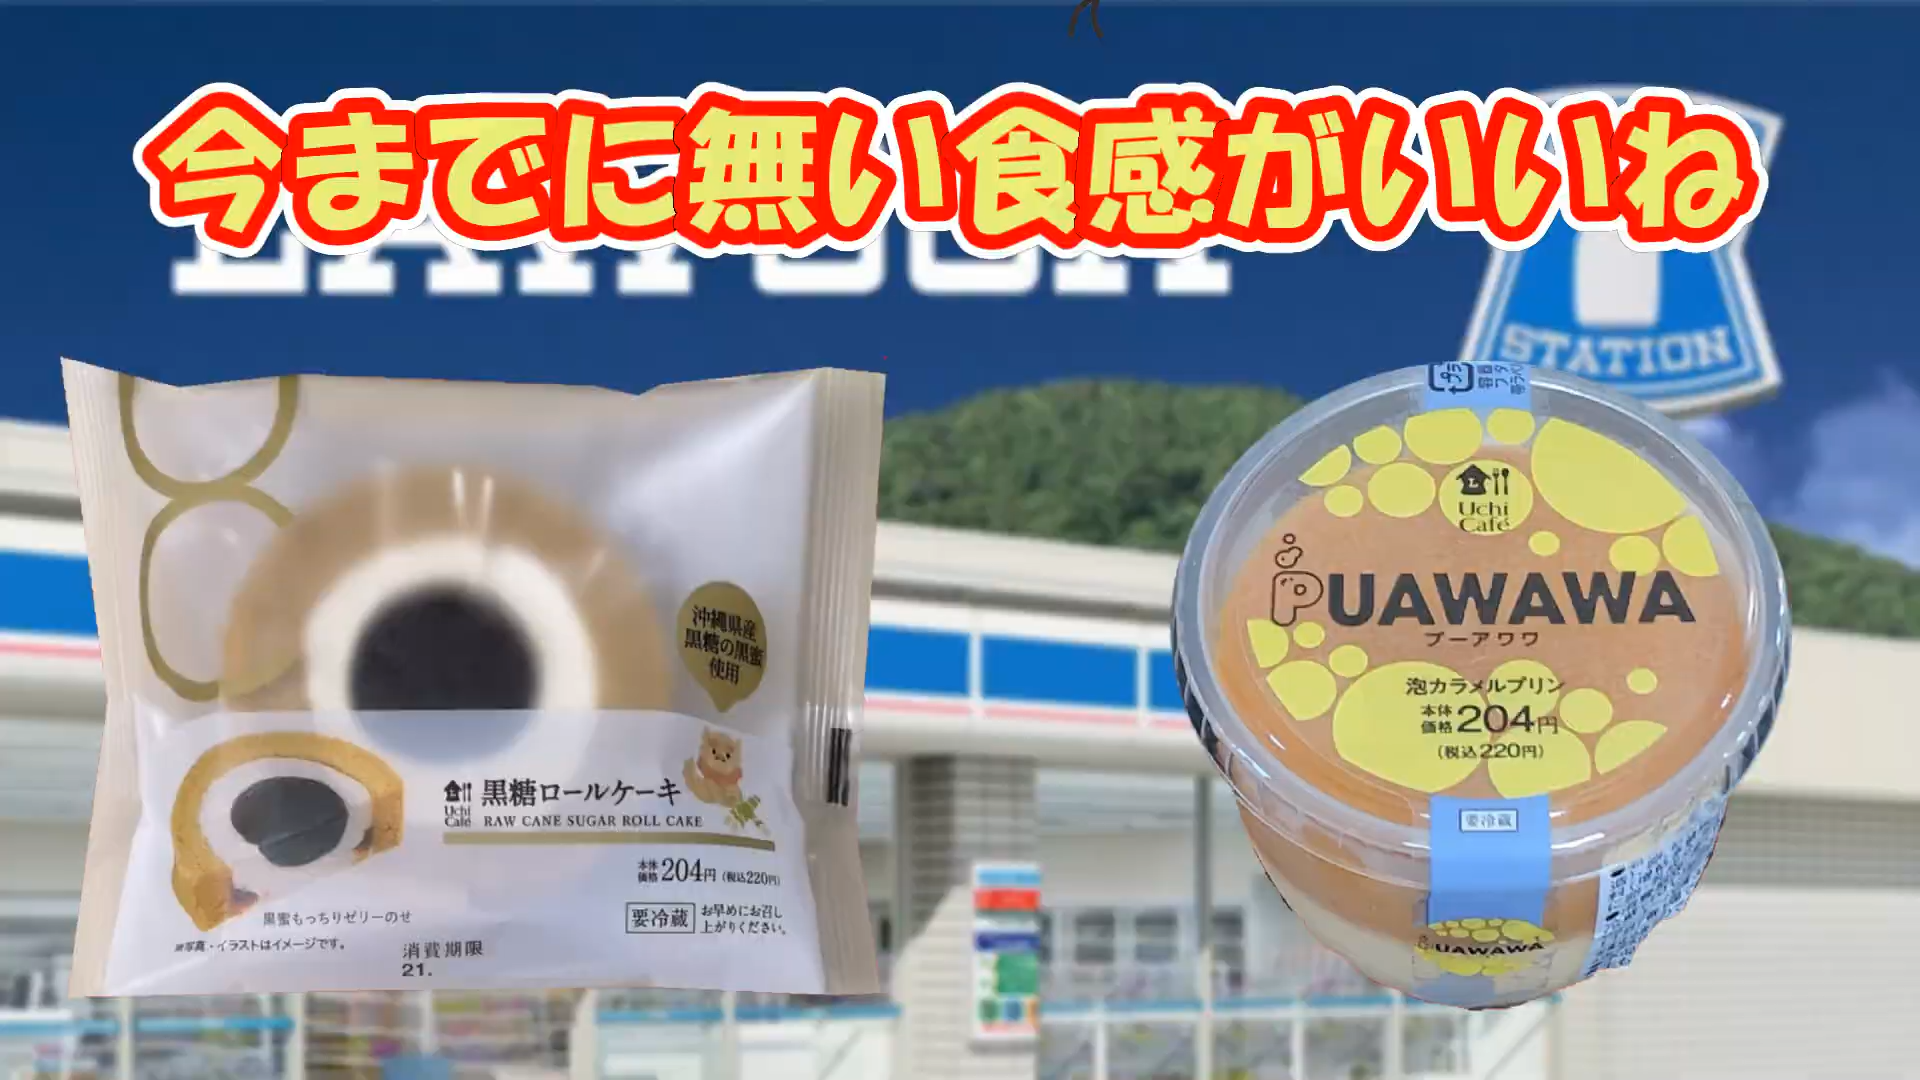 今までに無い食感がいいね
STATION
沖縄県産
黒糖の黒蜜
使用
Uchi
Café
黒糖ロールケーキ
RAW CANE SUGAR ROLL CAKE
本体価格204円(税込220円)
要冷蔵
お早めにお召し
上がりください。
黒蜜もっちりゼリーのせ
※写真・イラストはイメージです。
消費期限
21.
プラ
Uchi
Café
PUAWAWA
プーアワワ
泡カラメルプリン
本体価格204円
(税込220円)
要冷蔵
PUAWAWA